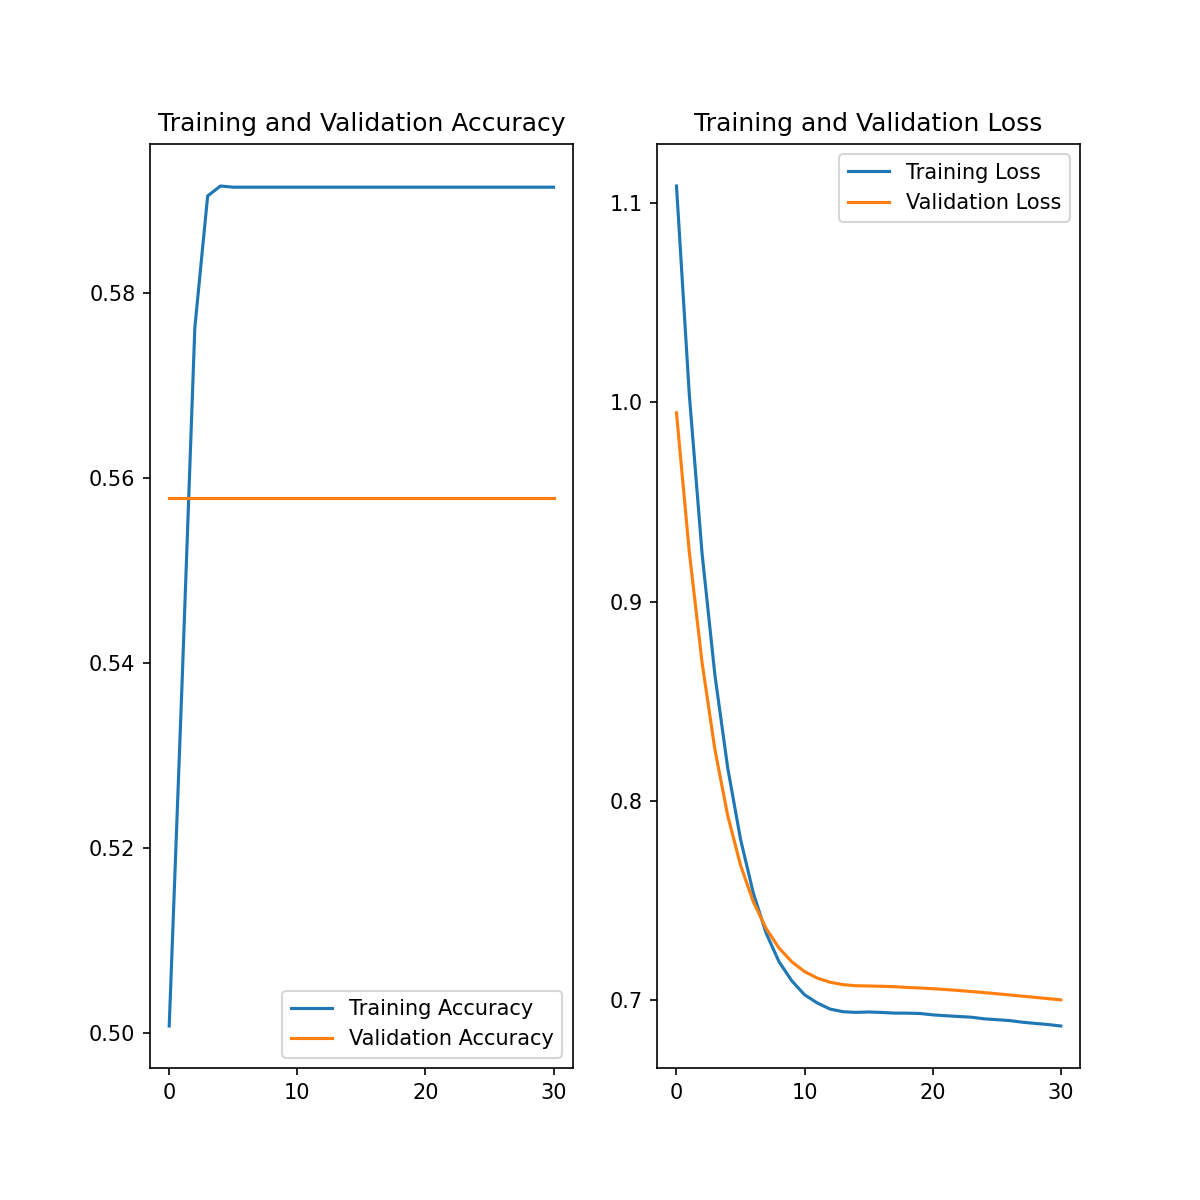 Training and Validation Accuracy
0.58
0.56
0.54
0.52
0.50
Training Accuracy
Validation Accuracy
0 10 20 30
Training and Validation Loss
Training Loss
Validation Loss
1.1
1.0
0.9
0.8
0.7
0 10 20 30